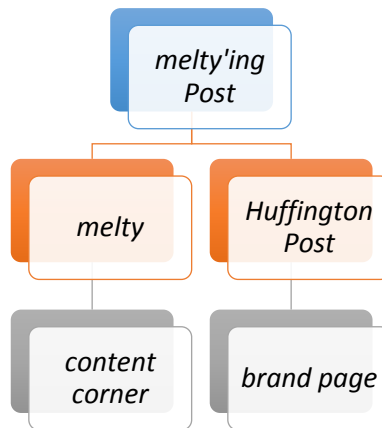 melty'ing
Post
melty
Huffington
Post
content
corner
brand page